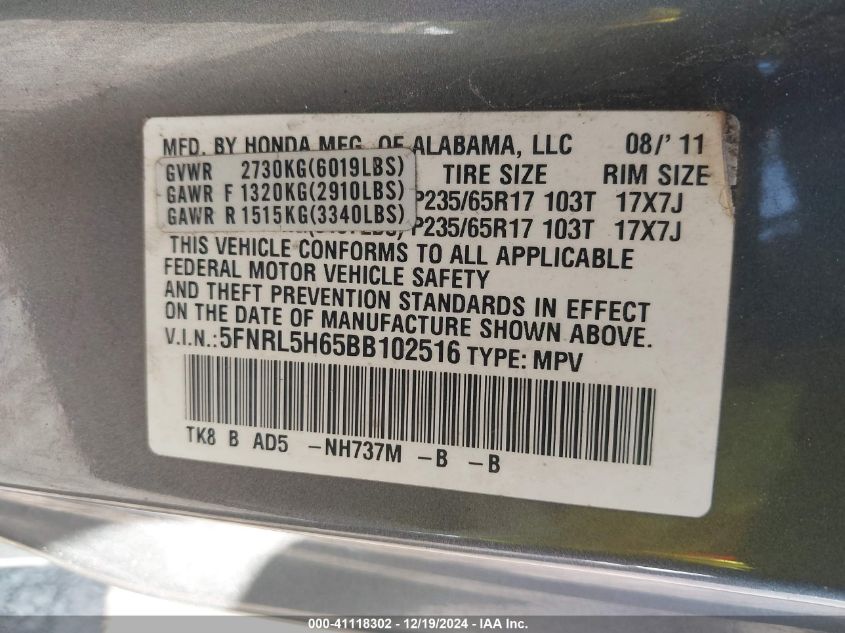 MFD. BY HONDA MFG. OF ALABAMA, LLC 08/'11
GVWR 2730KG(6019LBS) TIRE SIZE RIM SIZE
GAWR F 1320KG(2910LBS) P235/65R17 103T 17X7J
GAWR R 1515KG(3340LBS) P235/65R17 103T 17X7J
THIS VEHICLE CONFORMS TO ALL APPLICABLE
FEDERAL MOTOR VEHICLE SAFETY
AND THEFT PREVENTION STANDARDS IN EFFECT
ON THE DATE OF MANUFACTURE SHOWN ABOVE.
V.I.N.: 5FNRL5H65BB102516 TYPE: MPV
TK8 B AD5 -NH737M -B -B
000-41118302 - 12/19/2024 - IAA Inc.